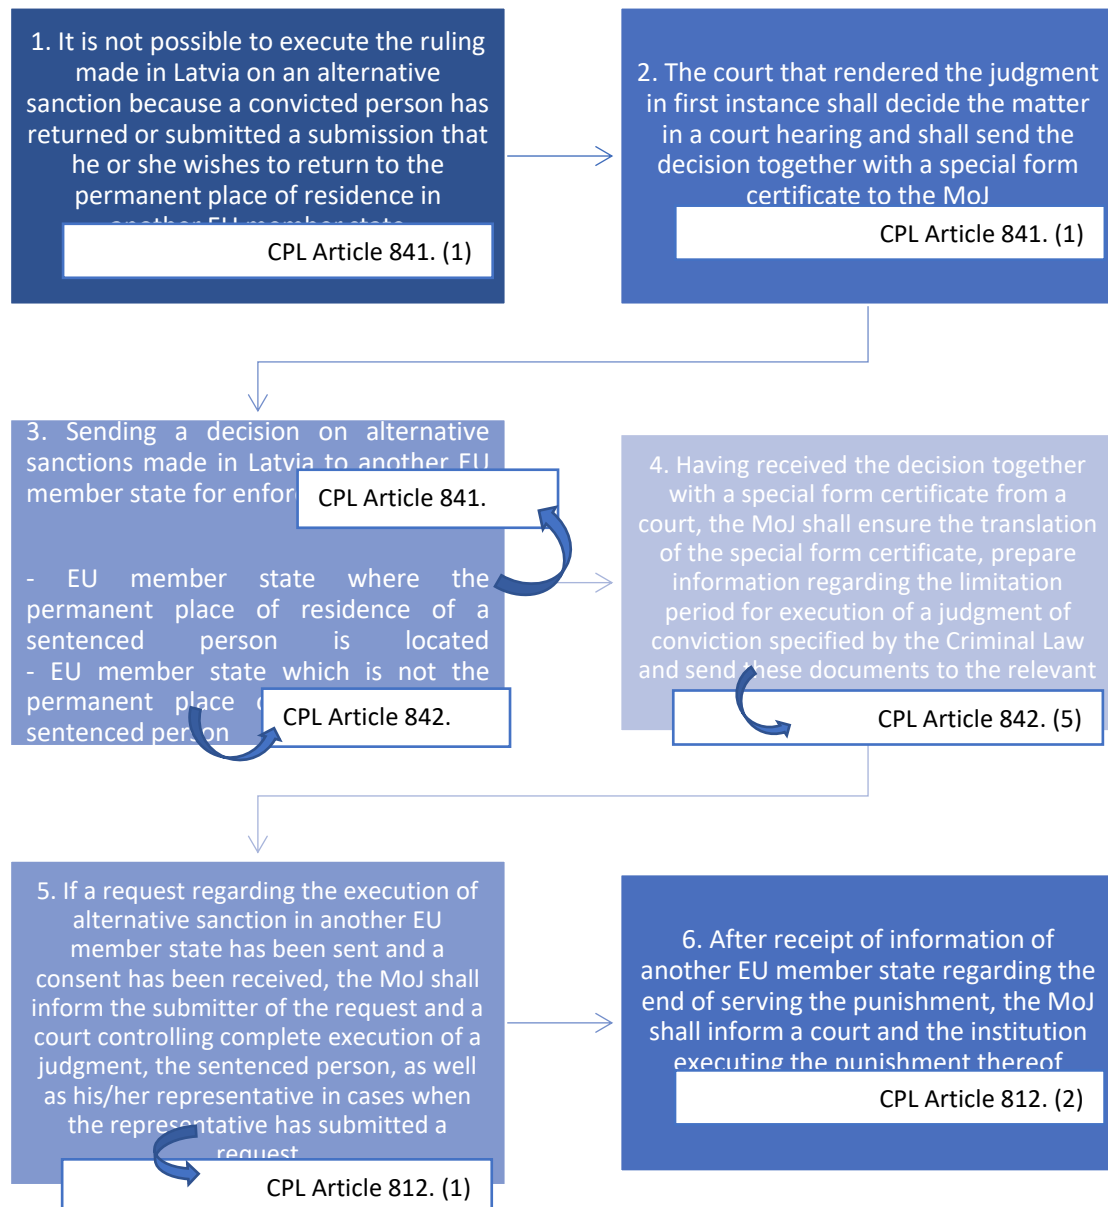 1. It is not possible to execute the ruling
made in Latvia on an alternative
sanction because a convicted person has
returned or submitted a submission that
he or she wishes to return to the
permanent place of residence in
another EU member state
CPL Article 841. (1)
2. The court that rendered the judgment
in first instance shall decide the matter
in a court hearing and shall send the
decision together with a special form
certificate to the MoJ
CPL Article 841. (1)
3. Sending a decision on alternative
sanctions made in Latvia to another EU
member state for
CPL Article 841.
- EU member state where the
permanent place of residence of a
sentenced person is located
- EU member state which is not the
permanent place
sentenced person
CPL Article 842.
4. Having received the decision together
with a special form certificate from a
court, the MoJ shall ensure the translation
of the special form certificate, prepare
information regarding the limitation
period for execution of a judgment of
conviction specified by the Criminal Law
and send these documents to the relevant
CPL Article 842. (5)
5. If a request regarding the execution of
alternative sanction in another EU
member state has been sent and a
consent has been received, the MoJ shall
inform the submitter of the request and a
court controlling complete execution of a
judgment, the sentenced person, as well
as his/her representative in cases when
the representative has submitted a
request
CPL Article 812. (1)
6. After receipt of information of
another EU member state regarding the
end of serving the punishment, the MoJ
shall inform a court and the institution
executing the punishment thereof
CPL Article 812. (2)